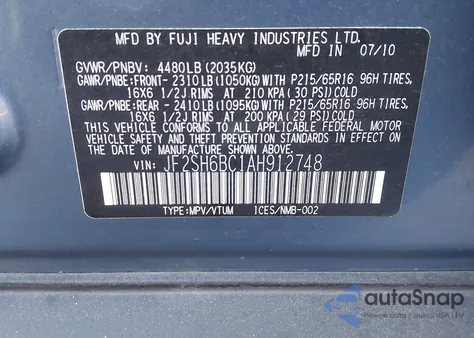 MFD. BY FUJI HEAVY INDUSTRIES LTD.
MADE IN JAPAN 07/10
GVWR/PNBV: 4480LB (2035KG)
GAWR/PNBE:FRONT- 2310LB (1050KG) WITH P215/65R16 96H TIRES,
16X6 1/2J RIMS AT 210 KPA (30 PSI) COLD
GAWR/PNBE:REAR - 2410LB (1095KG) WITH P215/65R16 96H TIRES,
16X6 1/2J RIMS AT 200 KPA (29 PSI) COLD
THIS VEHICLE CONFORMS TO ALL APPLICABLE FEDERAL MOTOR
VEHICLE SAFETY AND THEFT PREVENTION STANDARDS IN EFFECT
ON THE DATE OF MANUFACTURE SHOWN ABOVE.
VIN: JF2SH6BC1AH912748
TYPE:MPV/VTUM ICES/NMB-002
autoSnap